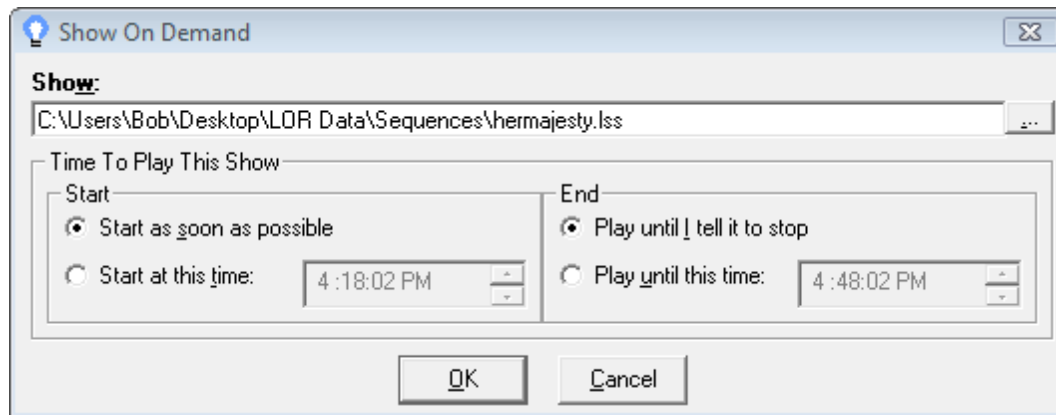 Show On Demand
Show:
C:\Users\Bob\Desktop\LOR Data\Sequences\hermajesty.lss
...
Time To Play This Show
Start
Start as soon as possible
Start at this time:
4 :18:02 PM
End
Play until I tell it to stop
Play until this time:
4 :48:02 PM
OK
Cancel